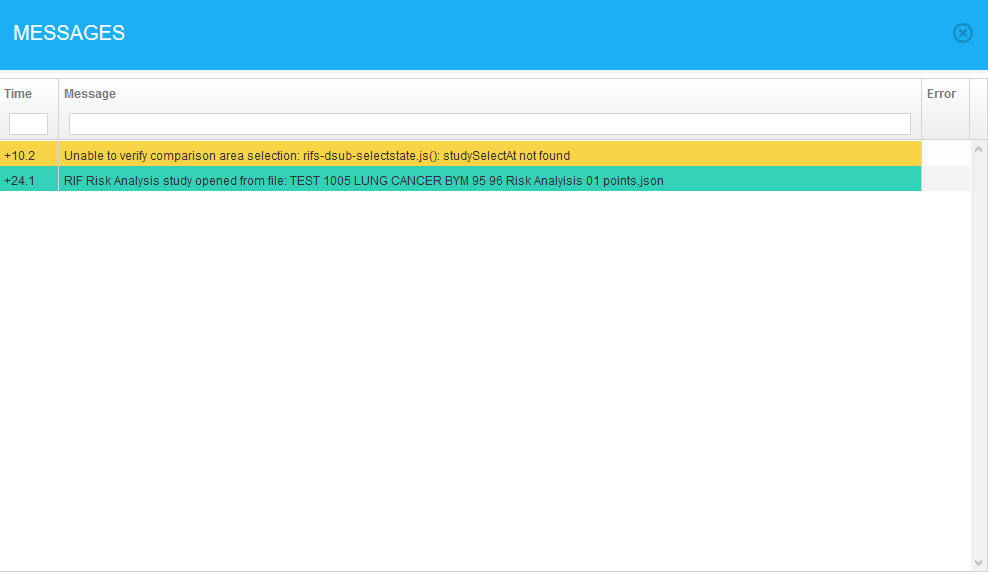 MESSAGES
Time Message Error
+10.2 Unable to verify comparison area selection: rifs-dsub-selectstate.js(): studySelectAt not found
+24.1 RIF Risk Analysis study opened from file: TEST 1005 LUNG CANCER BYM 95 96 Risk Analyisis 01 points.json